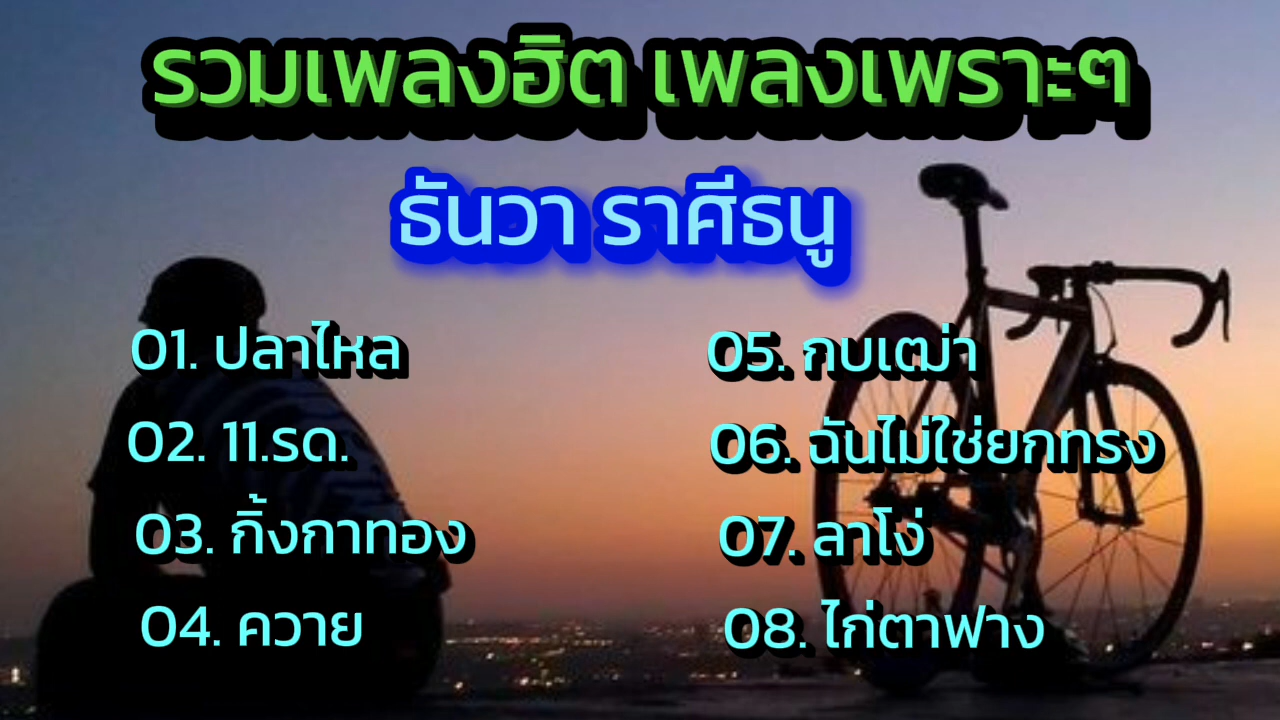 รวมเพลงฮิต เพลงเพราะๆ
ธันวา ราศีธนู
01. ปลาไหล
02. 11.รด.
03. กิ้งกาทอง
04. ควาย
05. กบเฒ่า
06. ฉันไม่ใช่ยกทรง
07. ลาโง่
08. ไก่ตาฟาง